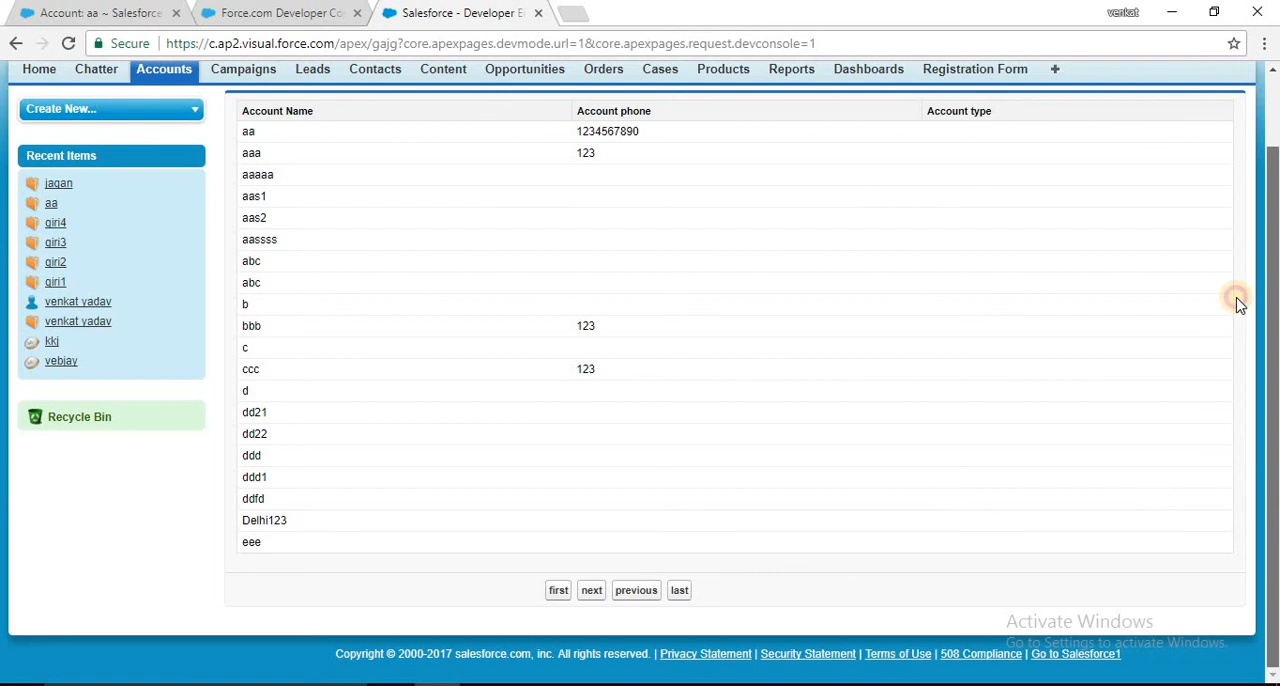 Account: aa ~ Salesforce
Force.com Developer Co
Salesforce - Developer E
venkat
Secure
https://c.ap2.visual.force.com/apex/gajg?core.apexpages.devmode.url=1&core.apexpages.request.devconsole=1
Home Chatter Accounts Campaigns Leads Contacts Content Opportunities Orders Cases Products Reports Dashboards Registration Form +
Create New...
Recent Items
jagan
aa
giri4
giri3
giri2
giri1
venkat yadav
venkat yadav
kkj
vebjay
Recycle Bin
Account Name Account phone Account type
aa 1234567890
aaa 123
aaaaa
aas1
aas2
aassss
abc
abc
b
bbb 123
c
ccc 123
d
dd21
dd22
ddd
ddd1
ddfd
Delhi123
eee
first next previous last
Activate Windows
Go to Settings to activate Windows.
Copyright © 2000-2017 salesforce.com, inc. All rights reserved. | Privacy Statement | Security Statement | Terms of Use | 508 Compliance | Go to Salesforce1